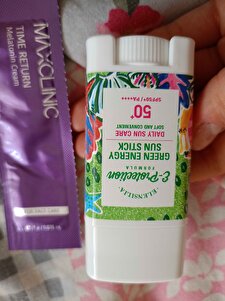 MAXCLINIC
TIME RETURN
Melatonin Cream
FOR FACE CARE
ELENSILIA
E-Protection
FORMULA
GREEN ENERGY
SUN STICK
DAILY SUN CARE
SOFT AND CONVENIENT
50+
SPF50+/PA++++